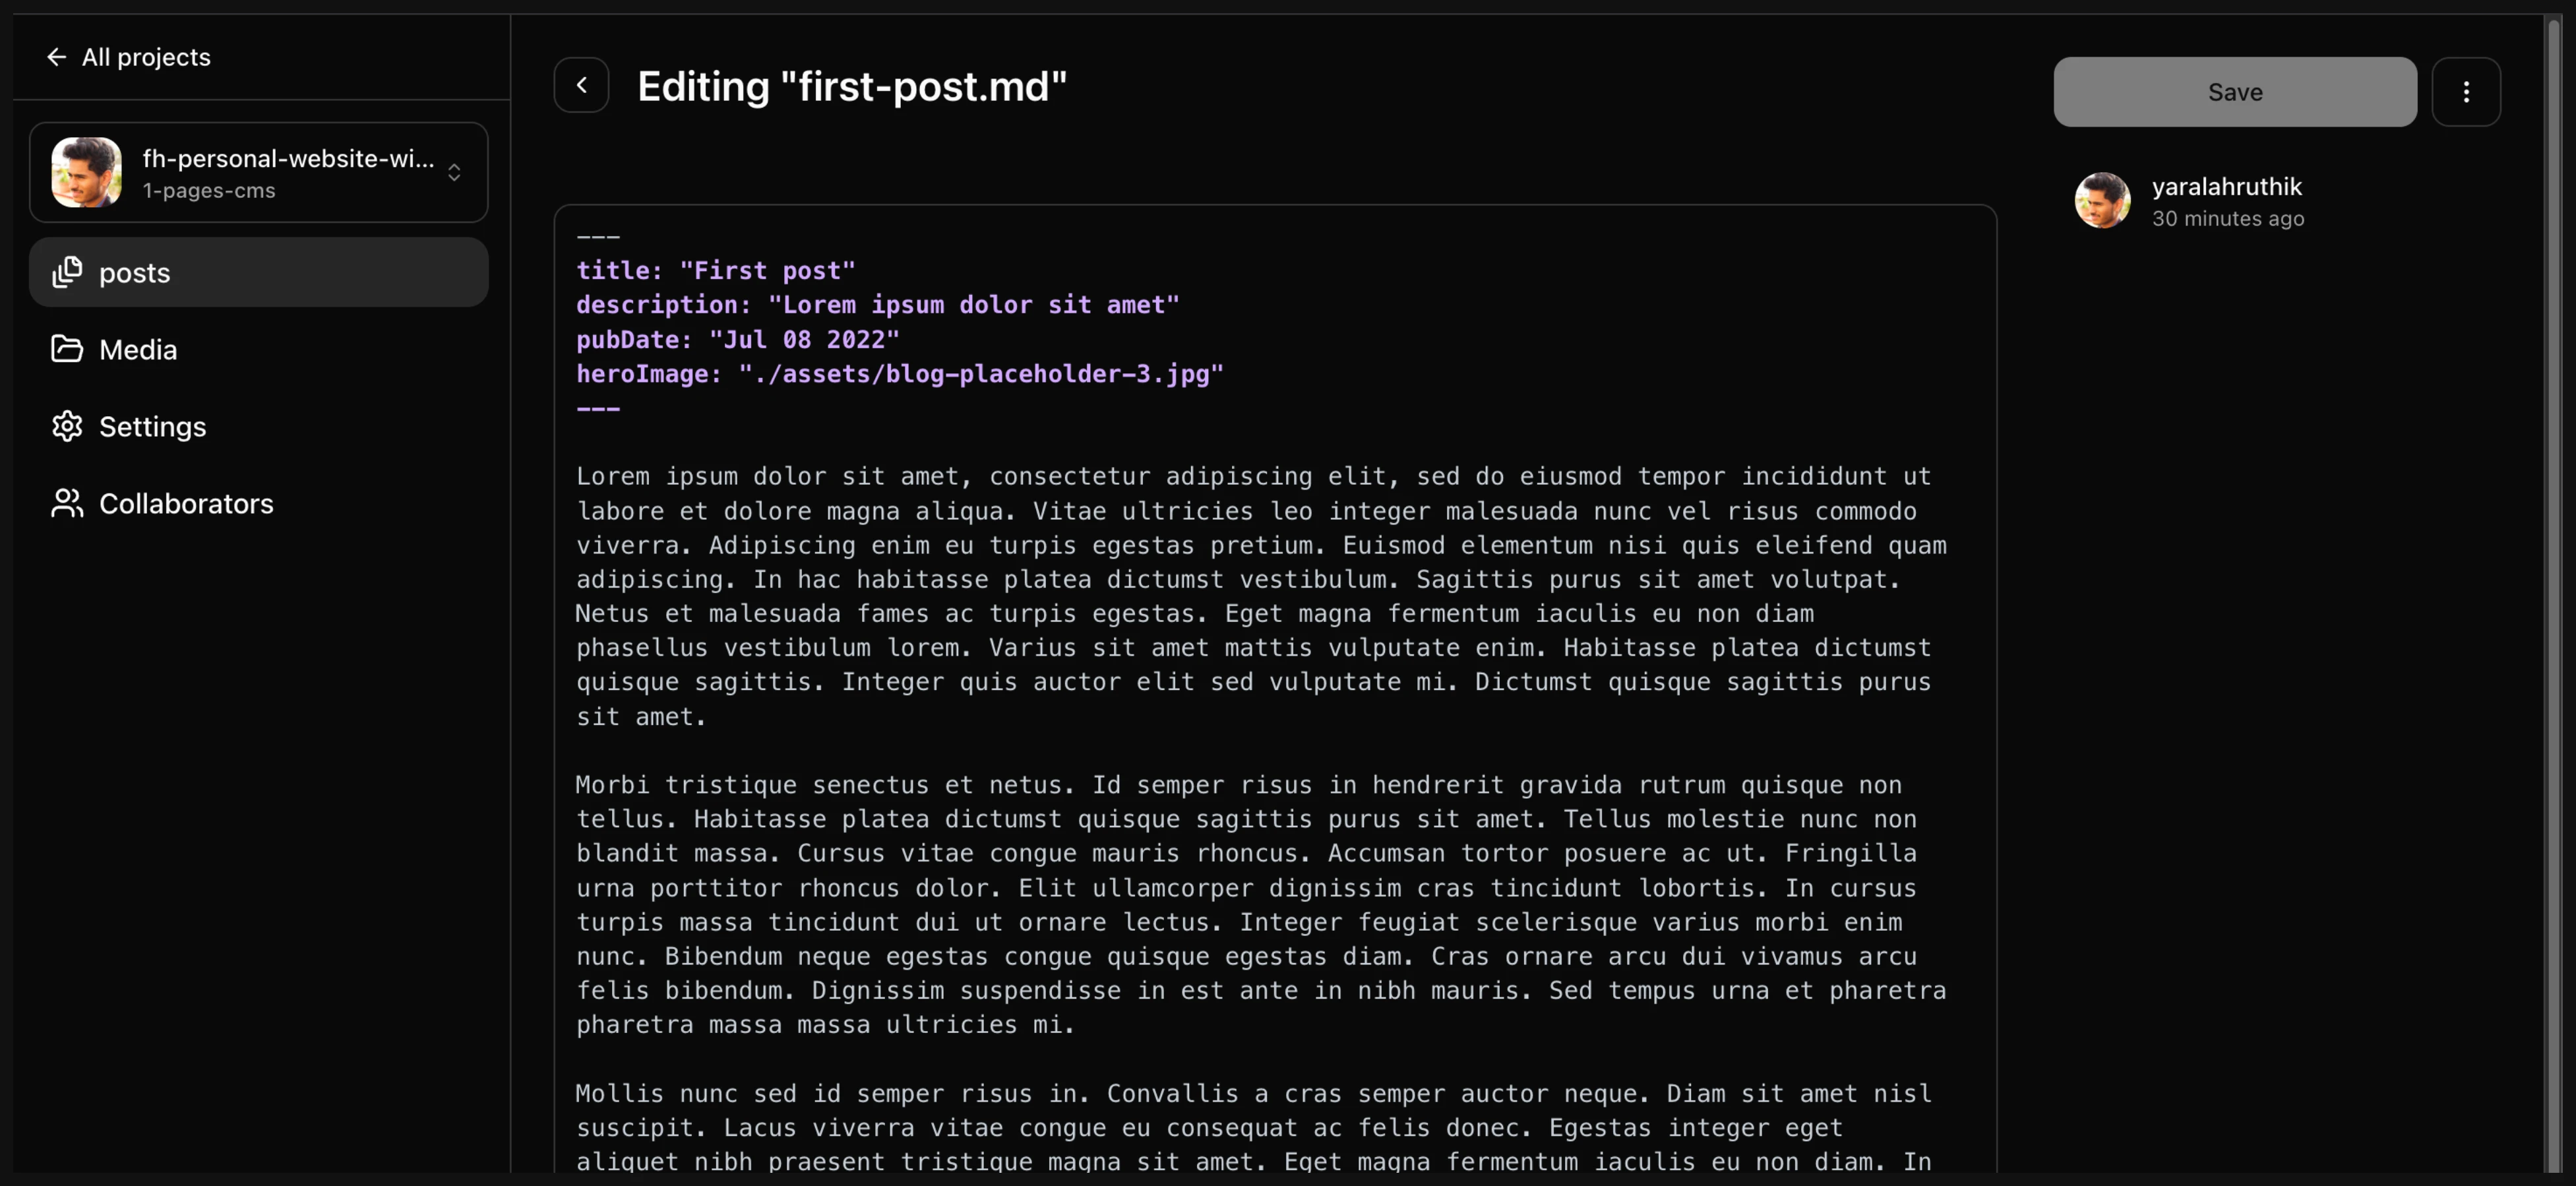 All projects
fh-personal-website-wi...
1-pages-cms
posts
Media
Settings
Collaborators
Editing "first-post.md"
---
title: "First post"
description: "Lorem ipsum dolor sit amet"
pubDate: "Jul 08 2022"
heroImage: "./assets/blog-placeholder-3.jpg"
---
Lorem ipsum dolor sit amet, consectetur adipiscing elit, sed do eiusmod tempor incididunt ut
labore et dolore magna aliqua. Vitae ultricies leo integer malesuada nunc vel risus commodo
viverra. Adipiscing enim eu turpis egestas pretium. Euismod elementum nisi quis eleifend quam
adipiscing. In hac habitasse platea dictumst vestibulum. Sagittis purus sit amet volutpat.
Netus et malesuada fames ac turpis egestas. Eget magna fermentum iaculis eu non diam
phasellus vestibulum lorem. Varius sit amet mattis vulputate enim. Habitasse platea dictumst
quisque sagittis. Integer quis auctor elit sed vulputate mi. Dictumst quisque sagittis purus
sit amet.
Morbi tristique senectus et netus. Id semper risus in hendrerit gravida rutrum quisque non
tellus. Habitasse platea dictumst quisque sagittis purus sit amet. Tellus molestie nunc non
blandit massa. Cursus vitae congue mauris rhoncus. Accumsan tortor posuere ac ut. Fringilla
urna porttitor rhoncus dolor. Elit ullamcorper dignissim cras tincidunt lobortis. In cursus
turpis massa tincidunt dui ut ornare lectus. Integer feugiat scelerisque varius morbi enim
nunc. Bibendum neque egestas congue quisque egestas diam. Cras ornare arcu dui vivamus arcu
felis bibendum. Dignissim suspendisse in est ante in nibh mauris. Sed tempus urna et pharetra
pharetra massa massa ultricies mi.
Mollis nunc sed id semper risus in. Convallis a cras semper auctor neque. Diam sit amet nisl
suscipit. Lacus viverra vitae congue eu consequat ac felis donec. Egestas integer eget
aliquet nibh praesent tristique magna sit amet. Eget magna fermentum iaculis eu non diam. In
Save
yaralahruthik
30 minutes ago